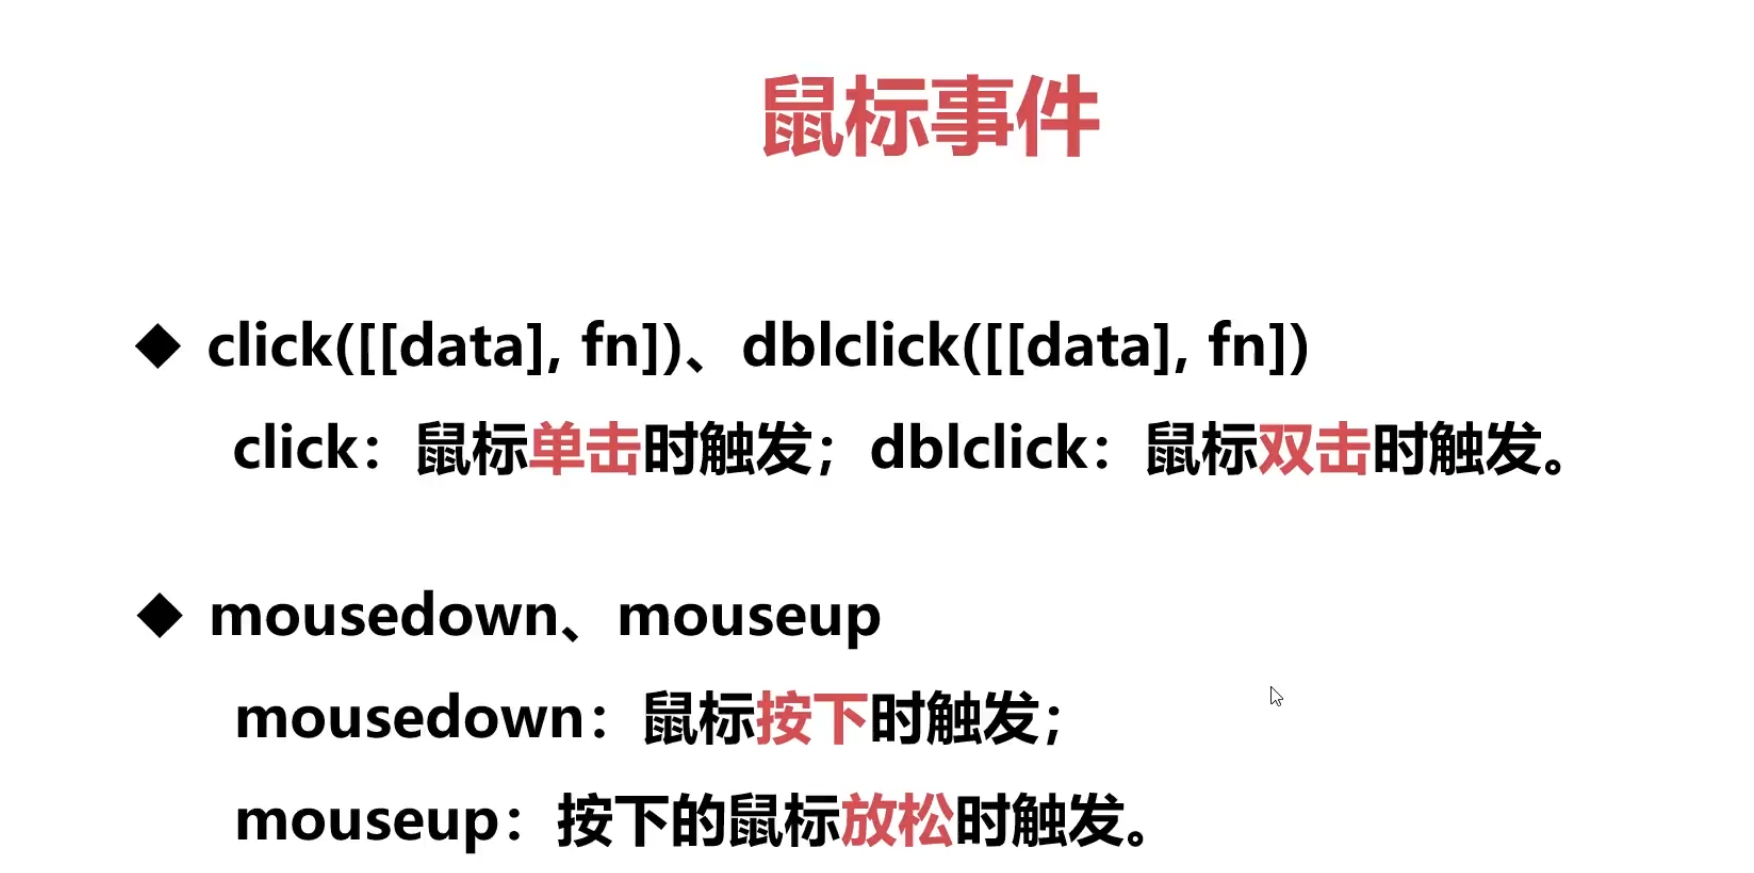 鼠标事件
◆ click([[data], fn])、dblclick([[data], fn])
click：鼠标单击时触发；dblclick：鼠标双击时触发。
◆ mousedown、mouseup
mousedown：鼠标按下时触发；
mouseup：按下的鼠标放松时触发。